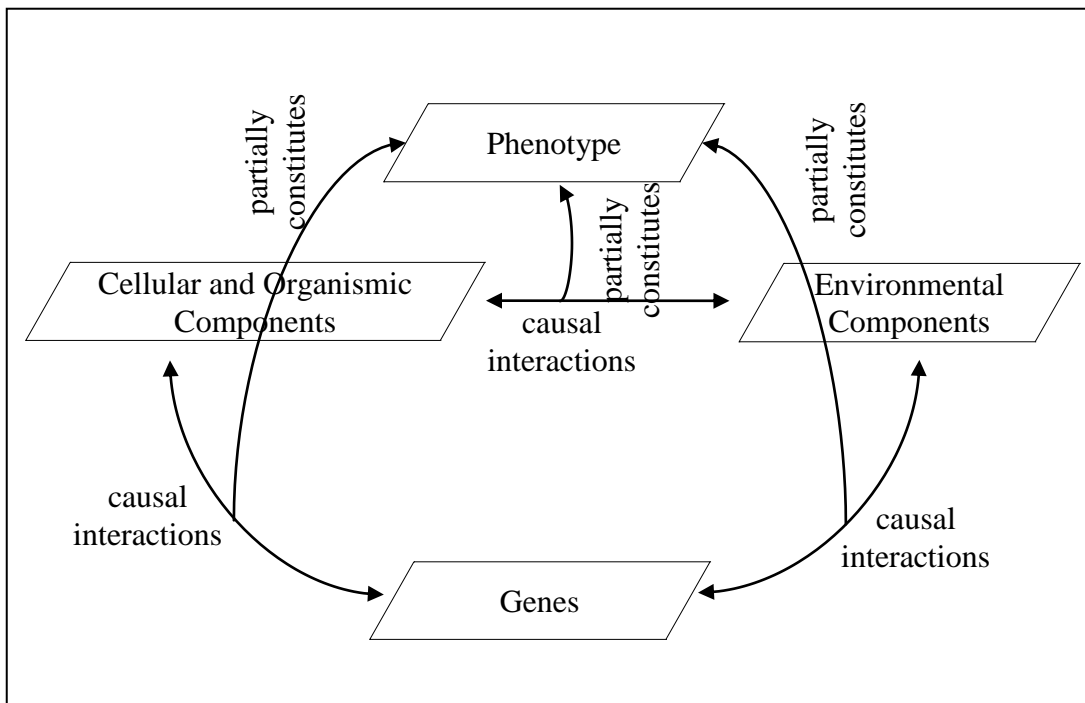 partially
constitutes
Phenotype
partially
constitutes
partially
constitutes
Cellular and Organismic
Components
causal
interactions
Environmental
Components
causal
interactions
causal
interactions
Genes